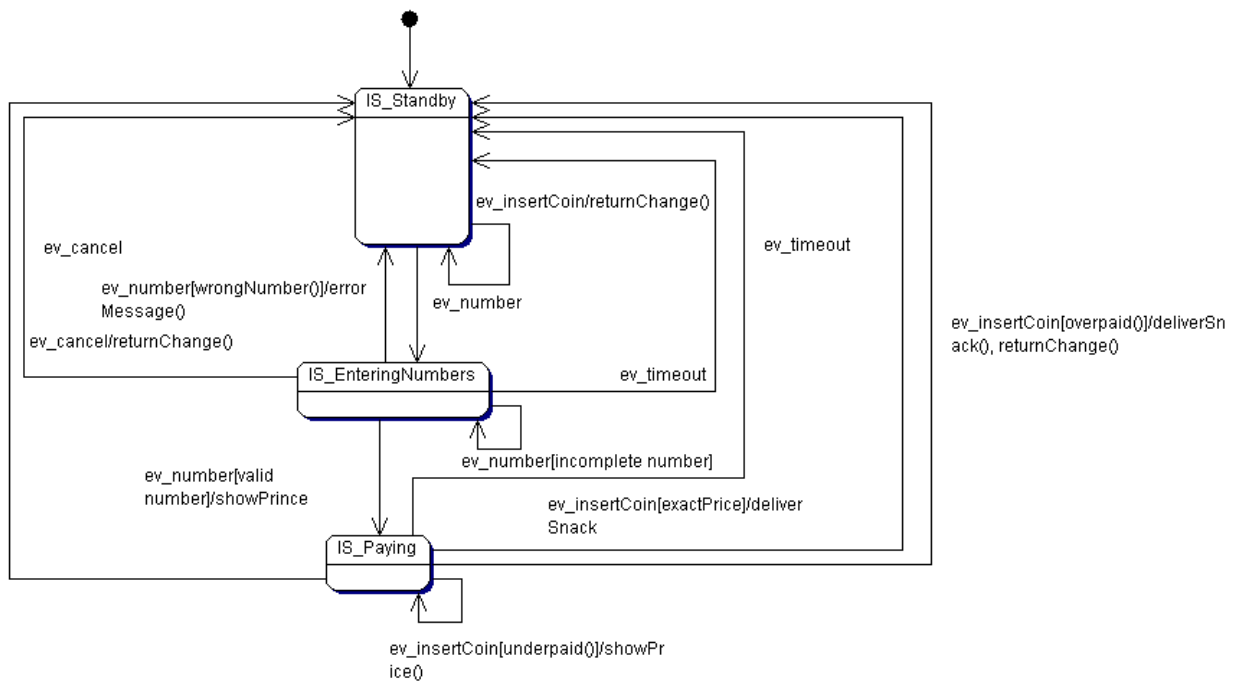 IS_Standby
ev_insertCoin/returnChange()
ev_cancel
ev_timeout
ev_number[wrongNumber()]/error
Message()
ev_number
ev_insertCoin[overpaid()]/deliverSn
ack(), returnChange()
ev_cancel/returnChange()
IS_EnteringNumbers
ev_timeout
ev_number[incomplete number]
ev_number[valid
number]/showPrince
ev_insertCoin[exactPrice]/deliver
Snack
IS_Paying
ev_insertCoin[underpaid()]/showPr
ice()